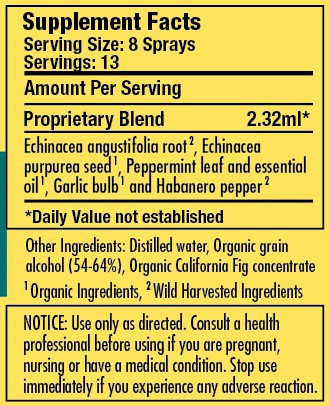 Supplement Facts
Serving Size: 8 Sprays
Servings: 13
Amount Per Serving
Proprietary Blend 2.32ml*
Echinacea angustifolia root², Echinacea
purpurea seed¹, Peppermint leaf and essential
oil¹, Garlic bulb¹ and Habanero pepper²
*Daily Value not established
Other Ingredients: Distilled water, Organic grain
alcohol (54-64%), Organic California Fig concentrate
¹Organic Ingredients, ²Wild Harvested Ingredients
NOTICE: Use only as directed. Consult a health
professional before using if you are pregnant,
nursing or have a medical condition. Stop use
immediately if you experience any adverse reaction.